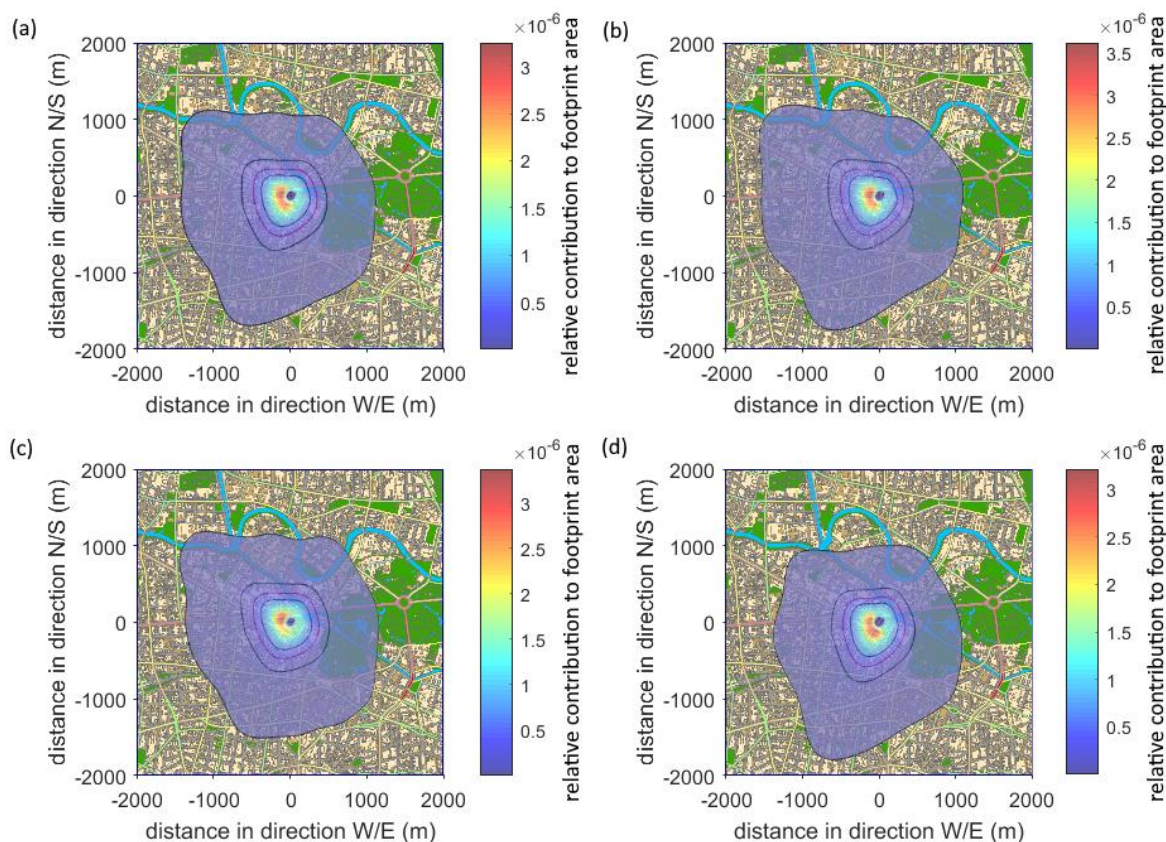 (a)
×10^-6
2000
1000
0
-1000
-2000
-2000 -1000 0 1000 2000
distance in direction N/S (m)
distance in direction W/E (m)
3
2.5
2
1.5
1
0.5
relative contribution to footprint area
(b)
×10^-6
2000
1000
0
-1000
-2000
-2000 -1000 0 1000 2000
distance in direction N/S (m)
distance in direction W/E (m)
3.5
3
2.5
2
1.5
1
0.5
relative contribution to footprint area
(c)
×10^-6
2000
1000
0
-1000
-2000
-2000 -1000 0 1000 2000
distance in direction N/S (m)
distance in direction W/E (m)
3
2.5
2
1.5
1
0.5
relative contribution to footprint area
(d)
×10^-6
2000
1000
0
-1000
-2000
-2000 -1000 0 1000 2000
distance in direction N/S (m)
distance in direction W/E (m)
3
2.5
2
1.5
1
0.5
relative contribution to footprint area